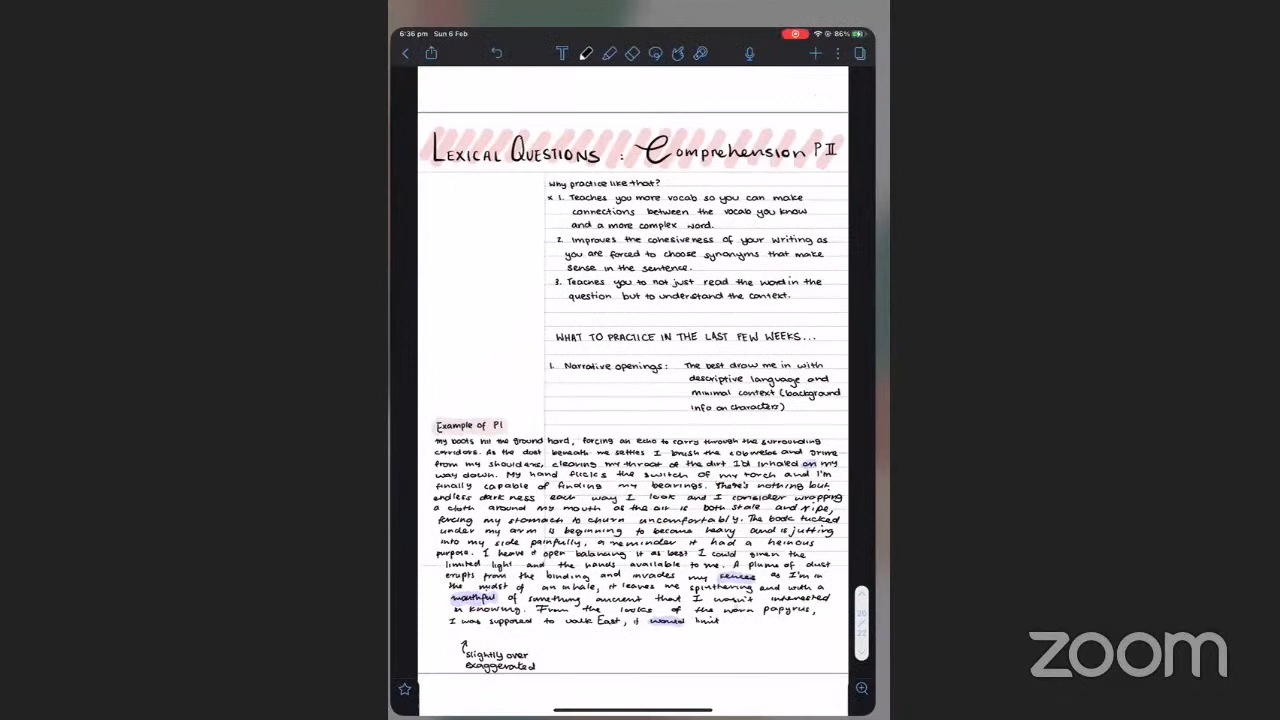 6:36 pm Sun 6 Feb
86%
LEXICAL QUESTIONS : Comprehension P II
Why practice like that?
x 1. Teaches you more vocab so you can make
connections between the vocab you know
and a more complex word.
2. Improves the cohesiveness of your writing as
you are forced to choose synonyms that make
sense in the sentence.
3. Teaches you to not just read the word in the
question but to understand the context.
WHAT TO PRACTICE IN THE LAST FEW WEEKS...
1. Narrative openings: The best draw me in with
descriptive language and
minimal context (background
info on characters)
Example of P1
My boots hit the ground hard, forcing an echo to carry through the surrounding
corridors. As the dust beneath me settles I brush the cobwebs and grime
from my shoulders, clearing my throat of the dirt I'd inhaled on my
way down. My hand flicks the switch of my torch and I'm
finally capable of finding my bearings. There's nothing but
endless darkness each way I look and I consider wrapping
a cloth around my mouth as the air is both stale and ripe,
forcing my stomach to churn uncomfortably. The book tucked
under my arm is beginning to become heavy and is jutting
into my side painfully, a reminder it had a heinous
purpose. I heave it open balancing it as best I could given the
limited light and the hands available to me. A plume of dust
erupts from the binding and invades my senses as I'm in
the midst of an inhale, it leaves me spluttering and with a
mouthful of something ancient that I wasn't interested
in knowing. From the looks of the worn papyrus,
I was supposed to walk East, it would limit
slightly over
exaggerated
20
/
22
zoom